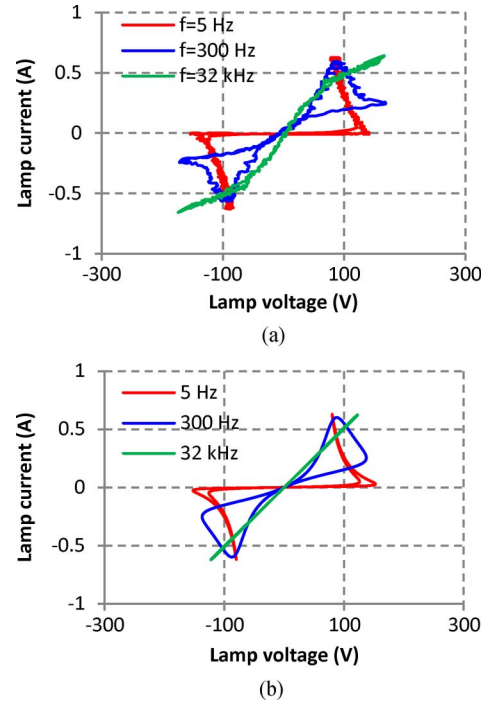 1
f=5 Hz
f=300 Hz
0.5
f=32 kHz
Lamp current (A)
0
-0.5
-1
-300 -100 100 300
Lamp voltage (V)
(a)
1
5 Hz
300 Hz
0.5
32 kHz
Lamp current (A)
0
-0.5
-1
-300 -100 100 300
Lamp voltage (V)
(b)